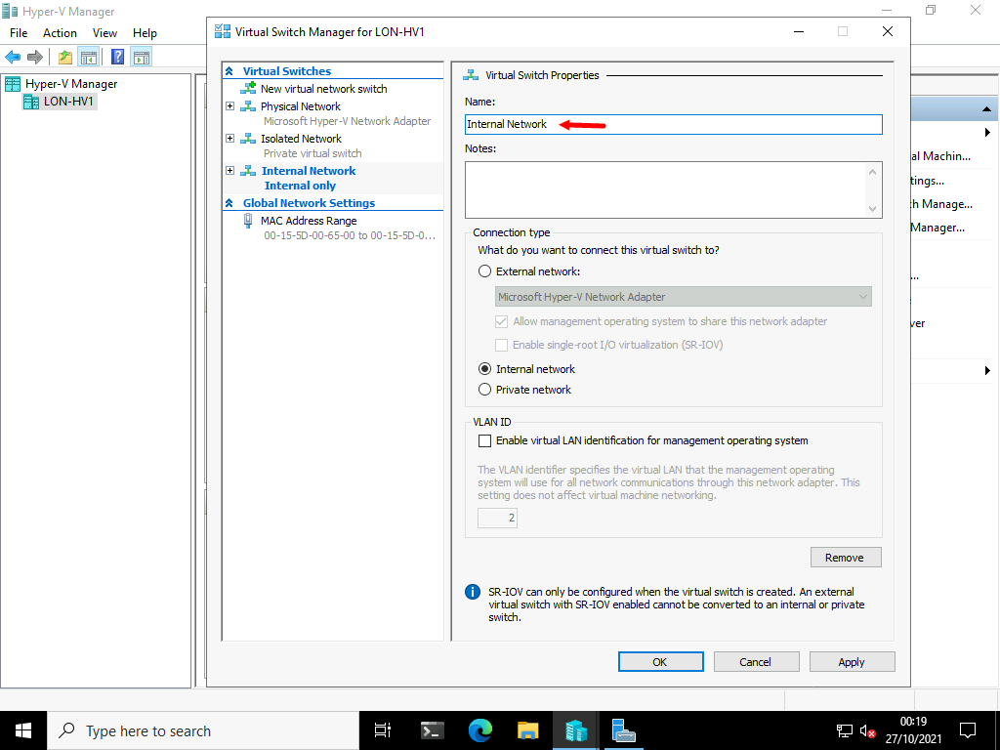 Hyper-V Manager
File Action View Help
Hyper-V Manager
LON-HV1
Virtual Switch Manager for LON-HV1
Virtual Switches
New virtual network switch
Physical Network
Microsoft Hyper-V Network Adapter
Isolated Network
Private virtual switch
Internal Network
Internal only
Global Network Settings
MAC Address Range
00-15-5D-00-65-00 to 00-15-5D-0...
Virtual Switch Properties
Name:
Internal Network
Notes:
Connection type
What do you want to connect this virtual switch to?
External network:
Microsoft Hyper-V Network Adapter
Allow management operating system to share this network adapter
Enable single-root I/O virtualization (SR-IOV)
Internal network
Private network
VLAN ID
Enable virtual LAN identification for management operating system
The VLAN identifier specifies the virtual LAN that the management operating
system will use for all network communications through this network adapter. This
setting does not affect virtual machine networking.
2
Remove
SR-IOV can only be configured when the virtual switch is created. An external
virtual switch with SR-IOV enabled cannot be converted to an internal or private
switch.
OK Cancel Apply
al Machin...
tings...
ch Manage...
Manager...
...
ver
Type here to search
00:19
27/10/2021